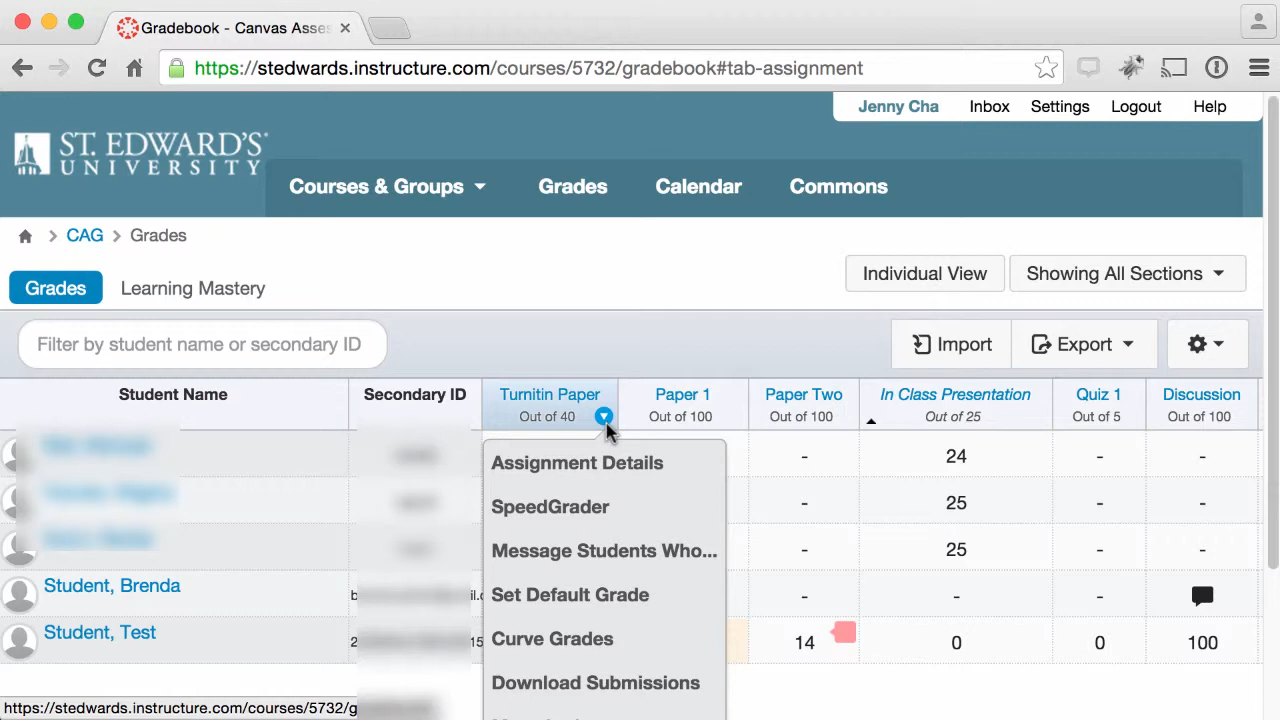 Gradebook - Canvas Asses
https://stedwards.instructure.com/courses/5732/gradebook#tab-assignment
Jenny Cha Inbox Settings Logout Help
ST. EDWARD'S
UNIVERSITY
Courses & Groups Grades Calendar Commons
CAG > Grades
Grades Learning Mastery Individual View Showing All Sections
Filter by student name or secondary ID Import Export
Student Name Secondary ID Turnitin Paper Paper 1 Paper Two In Class Presentation Quiz 1 Discussion
Out of 40 Out of 100 Out of 100 Out of 25 Out of 5 Out of 100
Assignment Details - 24 - -
SpeedGrader - 25 - -
Message Students Who... - 25 - -
Student, Brenda Set Default Grade - - -
Student, Test Curve Grades 14 0 0 100
Download Submissions
https://stedwards.instructure.com/courses/5732/g